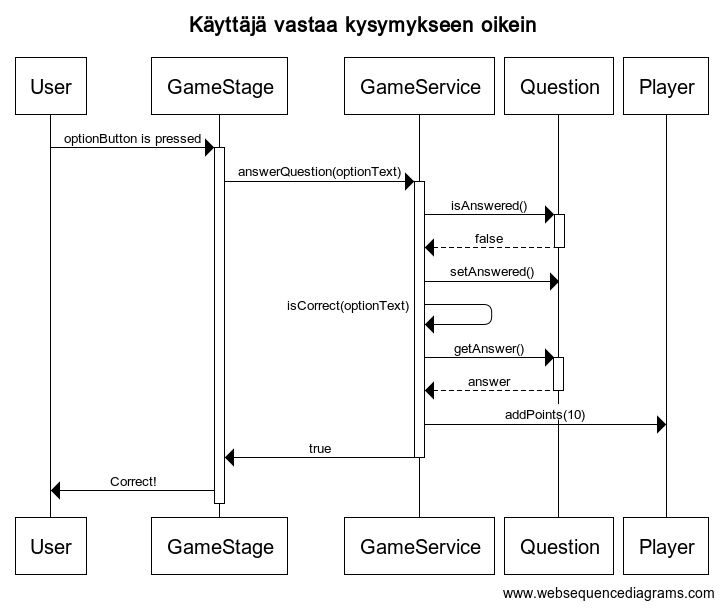 Käyttäjä vastaa kysymykseen oikein
User
GameStage
GameService
Question
Player
optionButton is pressed
answerQuestion(optionText)
isAnswered()
false
setAnswered()
isCorrect(optionText)
getAnswer()
answer
addPoints(10)
true
Correct!
User
GameStage
GameService
Question
Player
www.websequencediagrams.com